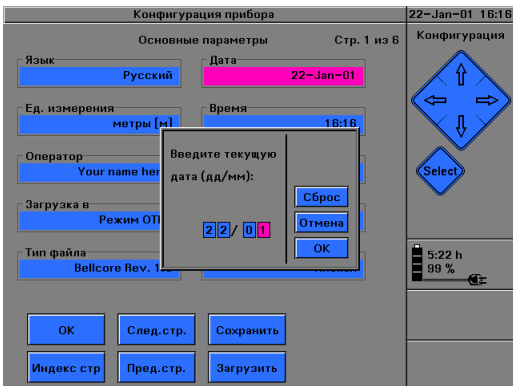 Конфигурация прибора
22-Jan-01 16:16
Основные параметры
Стр. 1 из 6
Конфигурация
Язык
Русский
Дата
22-Jan-01
Ед. измерения
метры [м]
Время
16:16
Оператор
Your name her
Загрузка в
Режим
Тип файла
Bellcore Rev.
Введите текущую
дата (дд/мм):
22/ 01
Сброс
Отмена
OK
Select
5:22 h
99 %
OK
След.стр.
Сохранить
Индекс стр
Пред.стр.
Загрузить